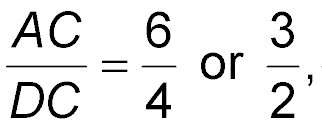 AC/DC = 6/4 or 3/2,